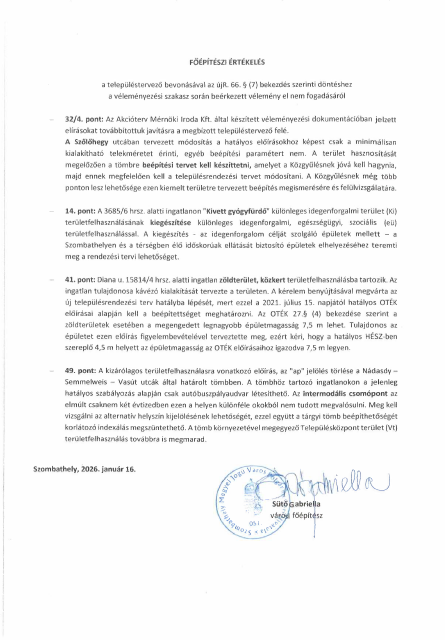 FŐÉPÍTÉSZI ÉRTÉKELÉS
a településtervező bevonásával az újR. 66. § (7) bekezdés szerinti döntéshez
a véleményezési szakasz során beérkezett vélemény el nem fogadásáról
- 32/4. pont: Az Akcióterv Mérnöki Iroda Kft. által készített véleményezési dokumentációban jelzett
elírásokat továbbítottuk javításra a megbízott településtervező felé.
A Szőlőhegy utcában tervezett módosítás a hatályos előírásokhoz képest csak a minimálisan
kialakítható telekméretet érinti, egyéb beépítési paramétert nem. A terület hasznosítását
megelőzően a tömbre beépítési tervet kell készíttetni, amelyet a Közgyűlésnek jóvá kell hagynia,
majd ennek megfelelően kell a településrendezési tervet módosítani. A Közgyűlésnek még több
ponton lesz lehetősége ezen kiemelt területre tervezett beépítés megismerésére és felülvizsgálatára.
- 14. pont: A 3685/6 hrsz. alatti ingatlanon "Kivett gyógyfürdő" különleges idegenforgalmi terület (Ki)
területfelhasználásának kiegészítése különleges idegenforgalmi, egészségügyi, szociális (eü)
területfelhasználással. A kiegészítés - az idegenforgalom célját szolgáló épületek mellett – a
Szombathelyen és a térségben élő időskorúak ellátását biztosító épületek elhelyezéséhez teremti
meg a rendezési tervi lehetőséget.
- 41. pont: Diana u. 15814/4 hrsz. alatti ingatlan zöldterület, közkert területfelhasználásba tartozik. Az
ingatlan tulajdonosa kávézó kialakítását tervezte a területen. A kérelem benyújtásával megvárta az
új településrendezési terv hatályba lépését, mert ezzel a 2021. július 15. napjától hatályos OTÉK
előírásai alapján kell a beépítettséget meghatározni. Az OTÉK 27.§ (4) bekezdése szerint a
zöldterületek esetében a megengedett legnagyobb épületmagasság 7,5 m lehet. Tulajdonos az
épületet ezen előírás figyelembevételével terveztette meg, ezért kéri, hogy a hatályos HÉSZ-ben
szereplő 4,5 m helyett az épületmagasság az OTÉK előírásaihoz igazodva 7,5 m legyen.
- 49. pont: A kizárólagos területfelhasználásra vonatkozó előírás, az "ap" jelölés törlése a Nádasdy –
Semmelweis – Vasút utcák által határolt tömbben. A tömbhöz tartozó ingatlanokon a jelenleg
hatályos szabályozás alapján csak autóbuszpályaudvar létesíthető. Az Intermodális csomópont az
elmúlt csaknem két évtizedben ezen a helyen különféle okokból nem tudott megvalósulni. Meg kell
vizsgálni az alternatív helyszín kijelölésének lehetőségét, ezzel együtt a tárgyi tömb beépíthetőségét
korlátozó indexálás megszüntethető. A tömb környezetével megegyező Településközpont terület (Vt)
területfelhasználás továbbra is megmarad.
Szombathely, 2026. január 16.
Sütő Gabriella
városi főépítész